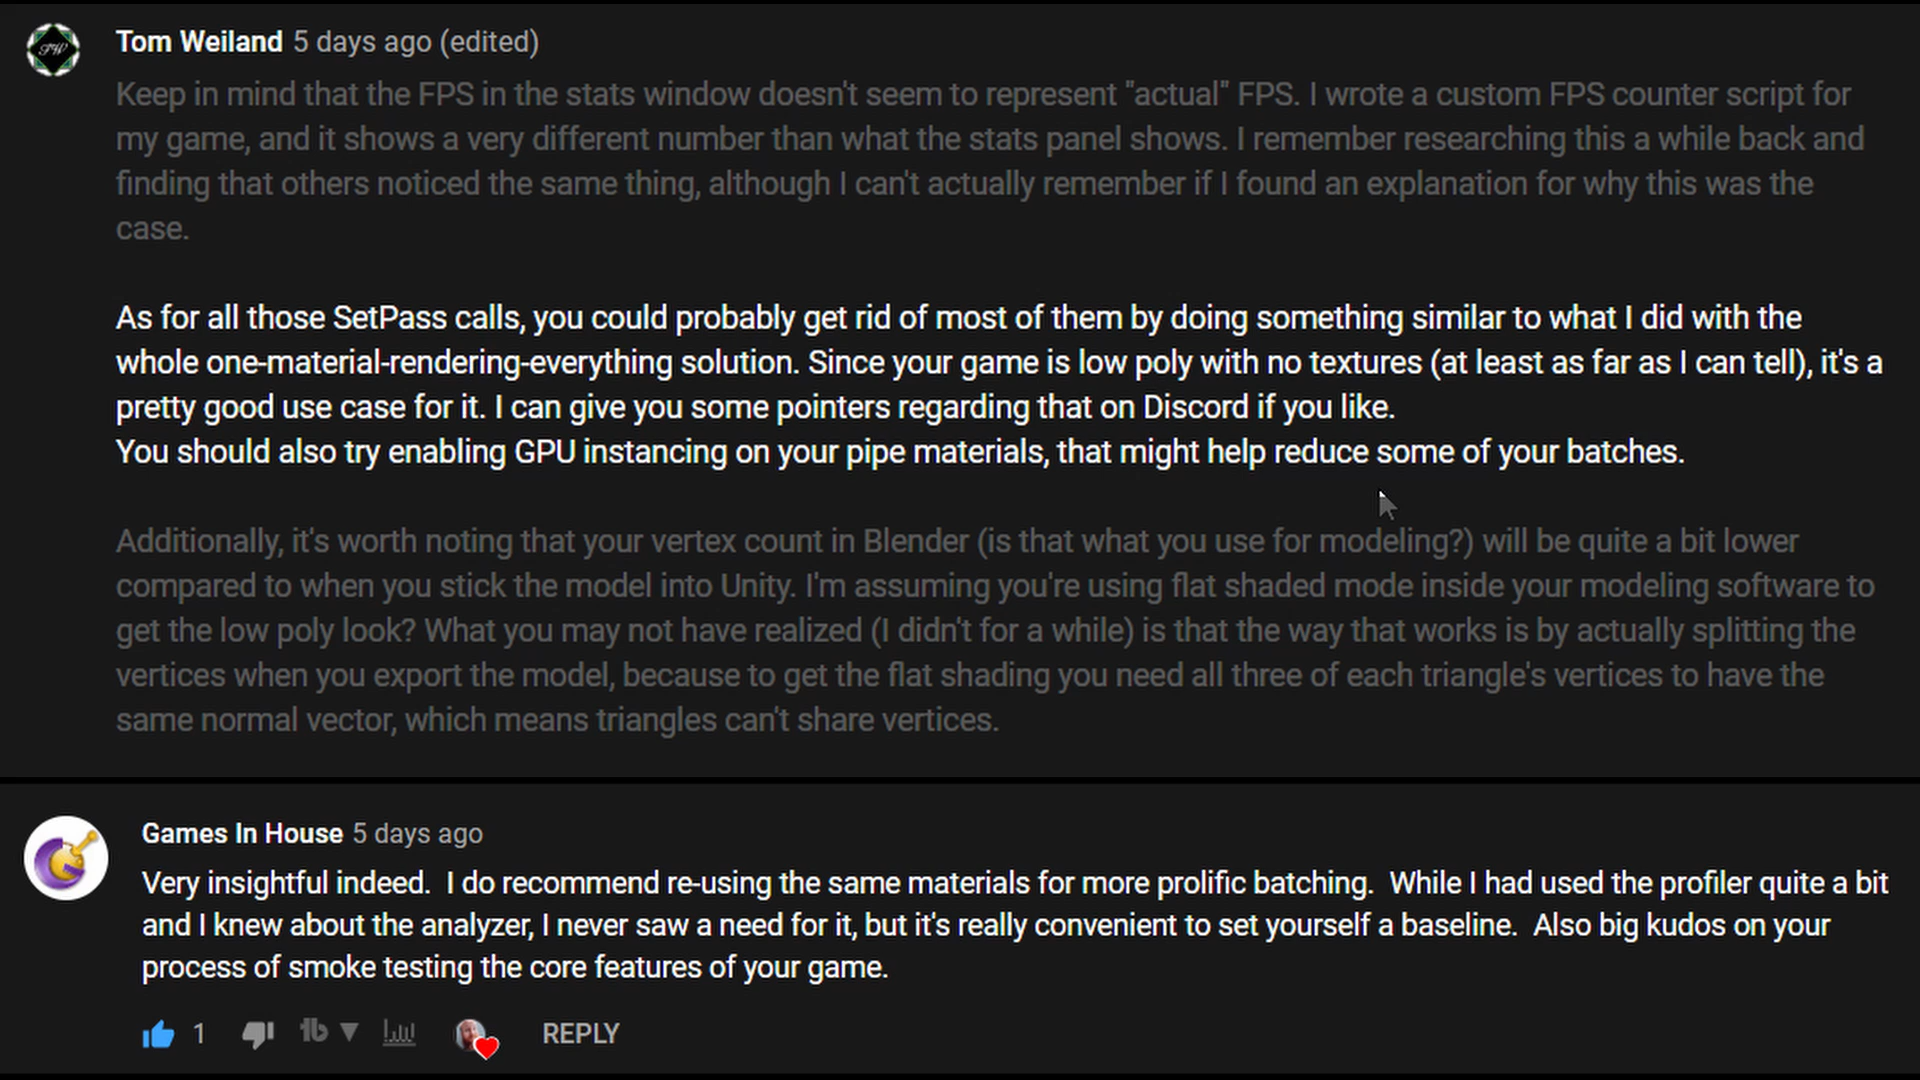 Tom Weiland 5 days ago (edited)
Keep in mind that the FPS in the stats window doesn't seem to represent "actual" FPS. I wrote a custom FPS counter script for
my game, and it shows a very different number than what the stats panel shows. I remember researching this a while back and
finding that others noticed the same thing, although I can't actually remember if I found an explanation for why this was the
case.
As for all those SetPass calls, you could probably get rid of most of them by doing something similar to what I did with the
whole one-material-rendering-everything solution. Since your game is low poly with no textures (at least as far as I can tell), it's a
pretty good use case for it. I can give you some pointers regarding that on Discord if you like.
You should also try enabling GPU instancing on your pipe materials, that might help reduce some of your batches.
Additionally, it's worth noting that your vertex count in Blender (is that what you use for modeling?) will be quite a bit lower
compared to when you stick the model into Unity. I'm assuming you're using flat shaded mode inside your modeling software to
get the low poly look? What you may not have realized (I didn't for a while) is that the way that works is by actually splitting the
vertices when you export the model, because to get the flat shading you need all three of each triangle's vertices to have the
same normal vector, which means triangles can't share vertices.
Games In House 5 days ago
Very insightful indeed. I do recommend re-using the same materials for more prolific batching. While I had used the profiler quite a bit
and I knew about the analyzer, I never saw a need for it, but it's really convenient to set yourself a baseline. Also big kudos on your
process of smoke testing the core features of your game.
1 REPLY